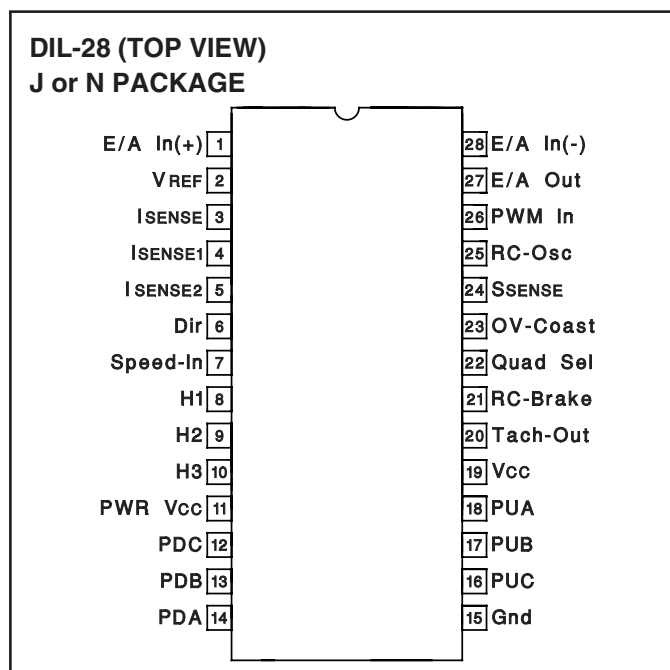 DIL-28 (TOP VIEW)
J or N PACKAGE
E/A In(+) 1 28 E/A In(-)
VREF 2 27 E/A Out
ISENSE 3 26 PWM In
ISENSE1 4 25 RC-Osc
ISENSE2 5 24 SSENSE
Dir 6 23 OV-Coast
Speed-In 7 22 Quad Sel
H1 8 21 RC-Brake
H2 9 20 Tach-Out
H3 10 19 Vcc
PWR Vcc 11 18 PUA
PDC 12 17 PUB
PDB 13 16 PUC
PDA 14 15 Gnd